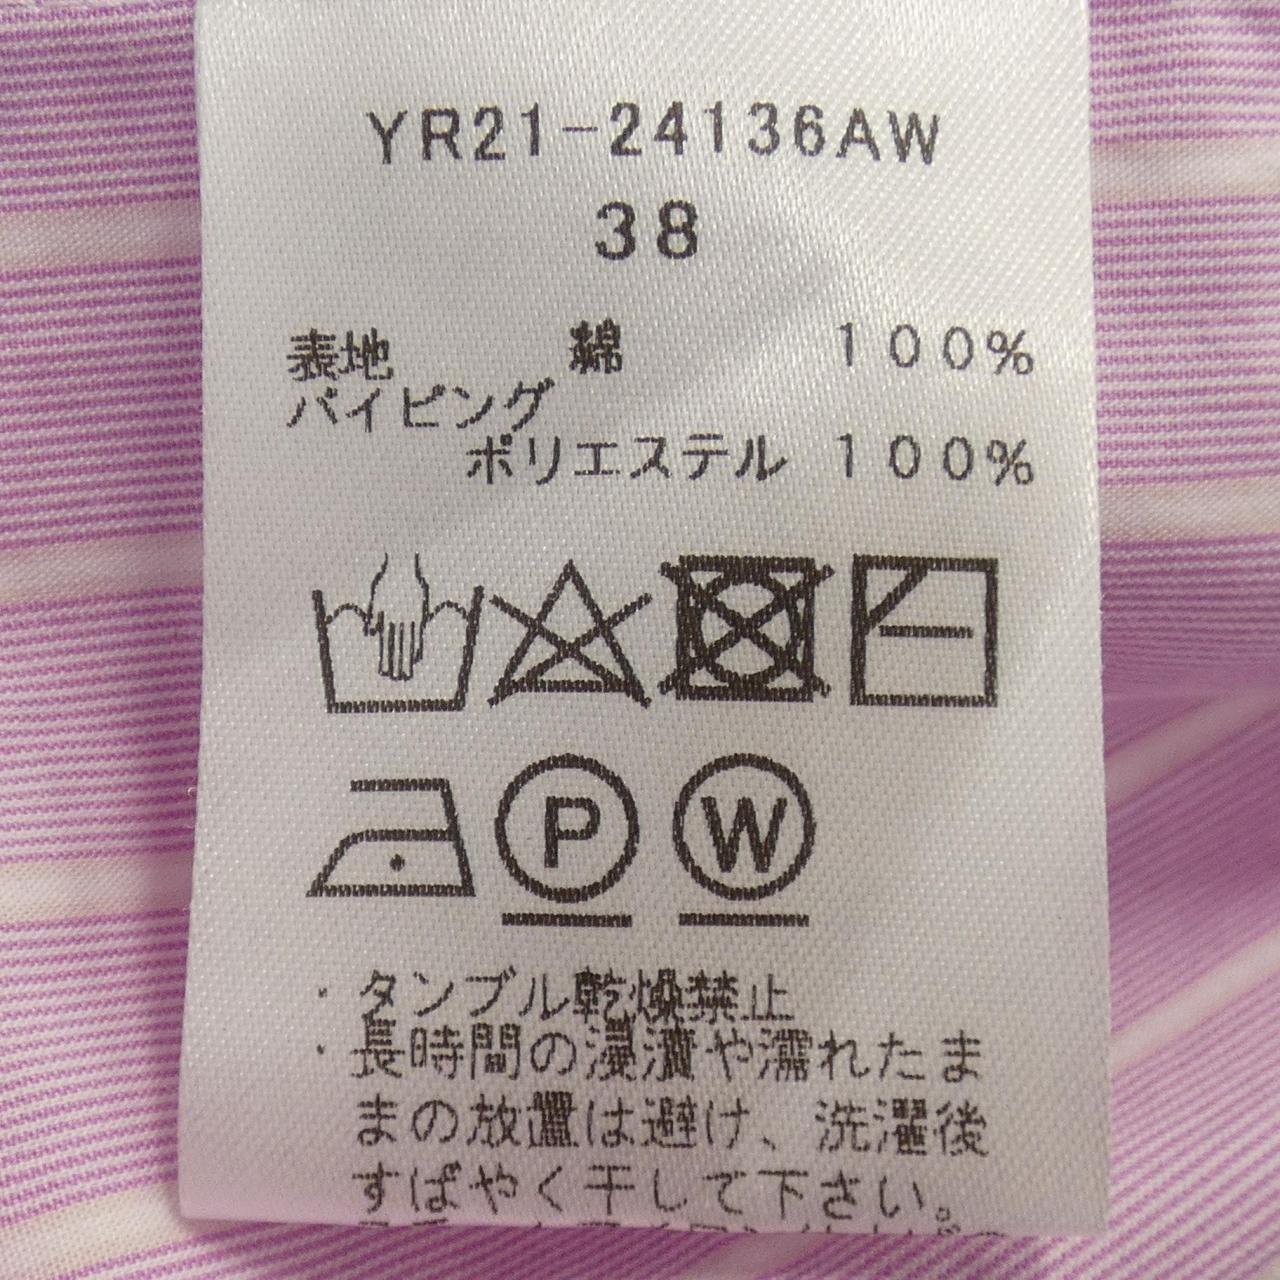 YR21-24136AW
38
表地 綿 100%
パイピング
ポリエステル 100%
P W
・タンブル乾燥禁止
・長時間の浸漬や濡れたま
まの放置は避け、洗濯後
すばやく干して下さい。